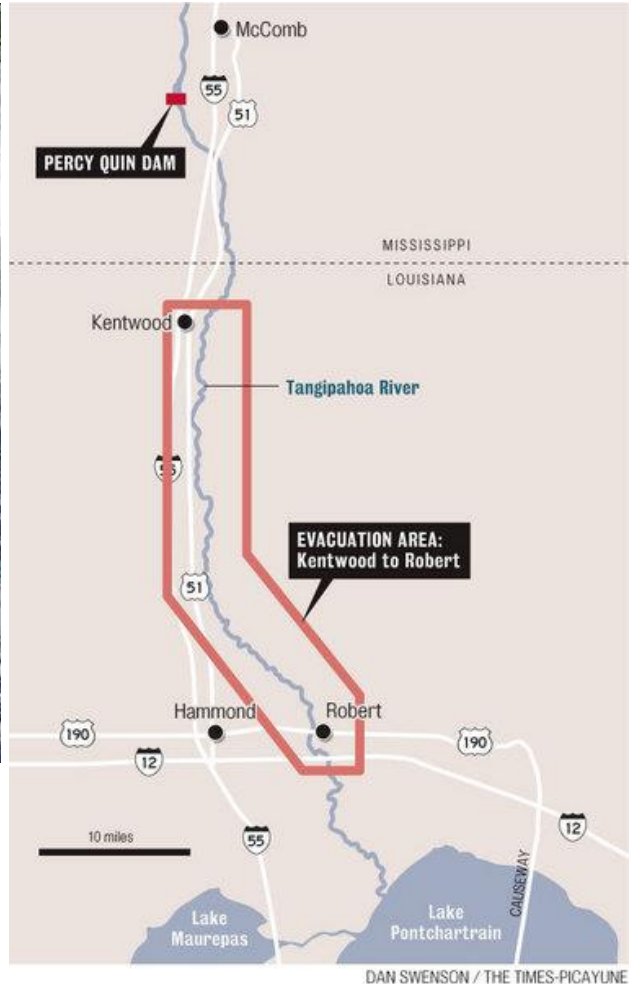 McComb
55
51
PERCY QUIN DAM
MISSISSIPPI
LOUISIANA
Kentwood
Tangipahoa River
55
EVACUATION AREA:
Kentwood to Robert
51
Hammond
Robert
190
190
12
12
10 miles
55
CAUSEWAY
Lake
Maurepas
Lake
Pontchartrain
DAN SWENSON / THE TIMES-PICAYUNE